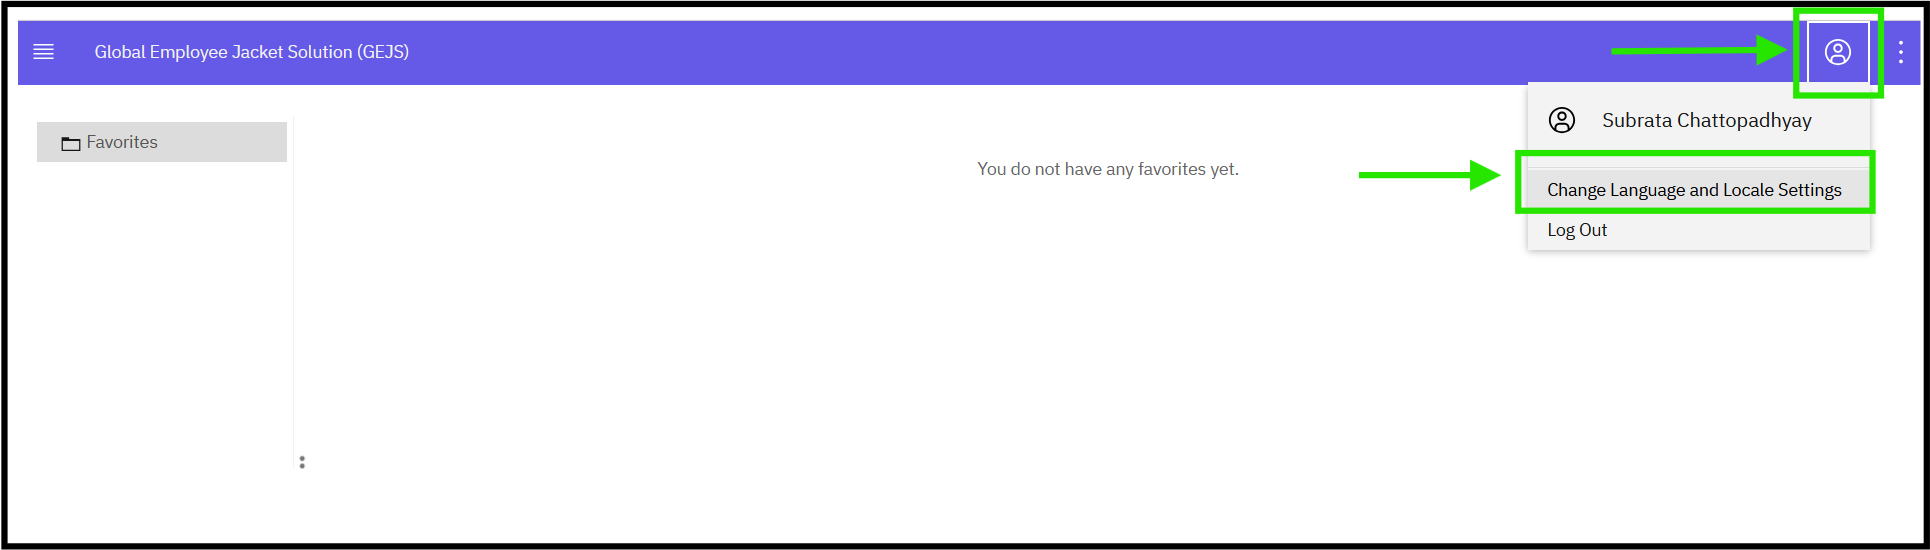 Global Employee Jacket Solution (GEJS)
Subrata Chattopadhyay
Favorites
You do not have any favorites yet.
Change Language and Locale Settings
Log Out